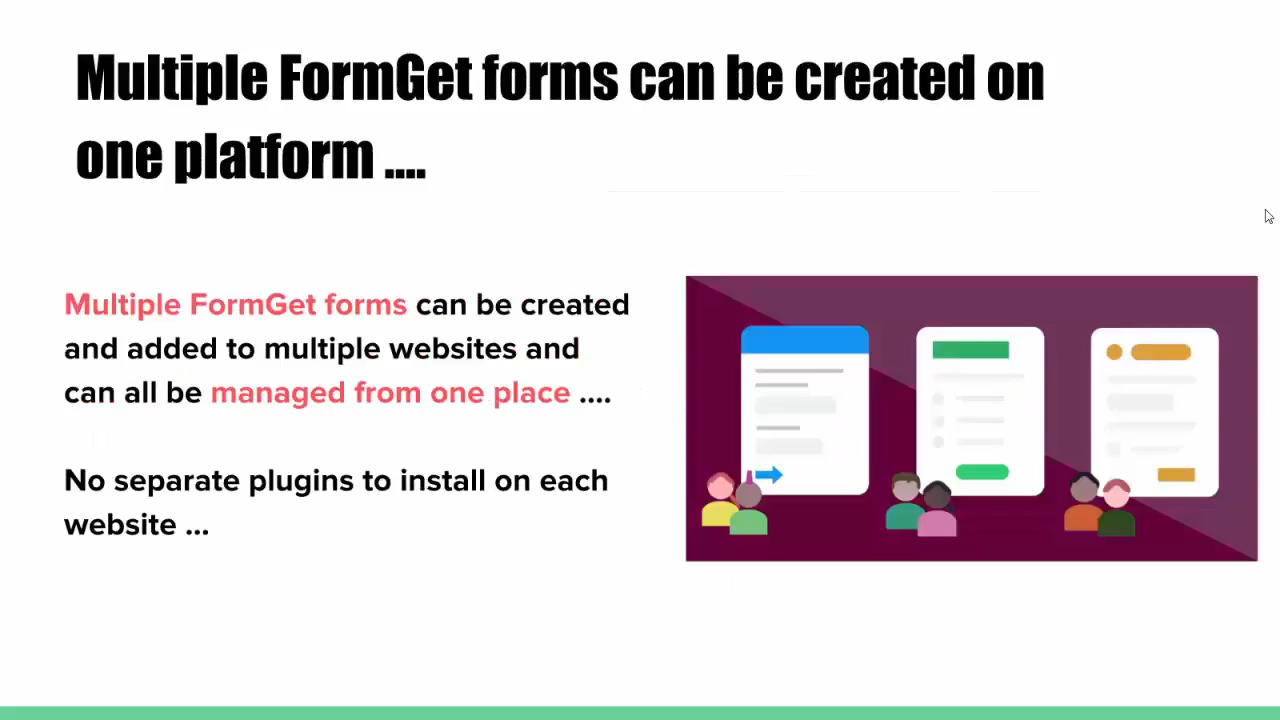 Multiple FormGet forms can be created on
one platform ....
Multiple FormGet forms can be created
and added to multiple websites and
can all be managed from one place ....
No separate plugins to install on each
website ...